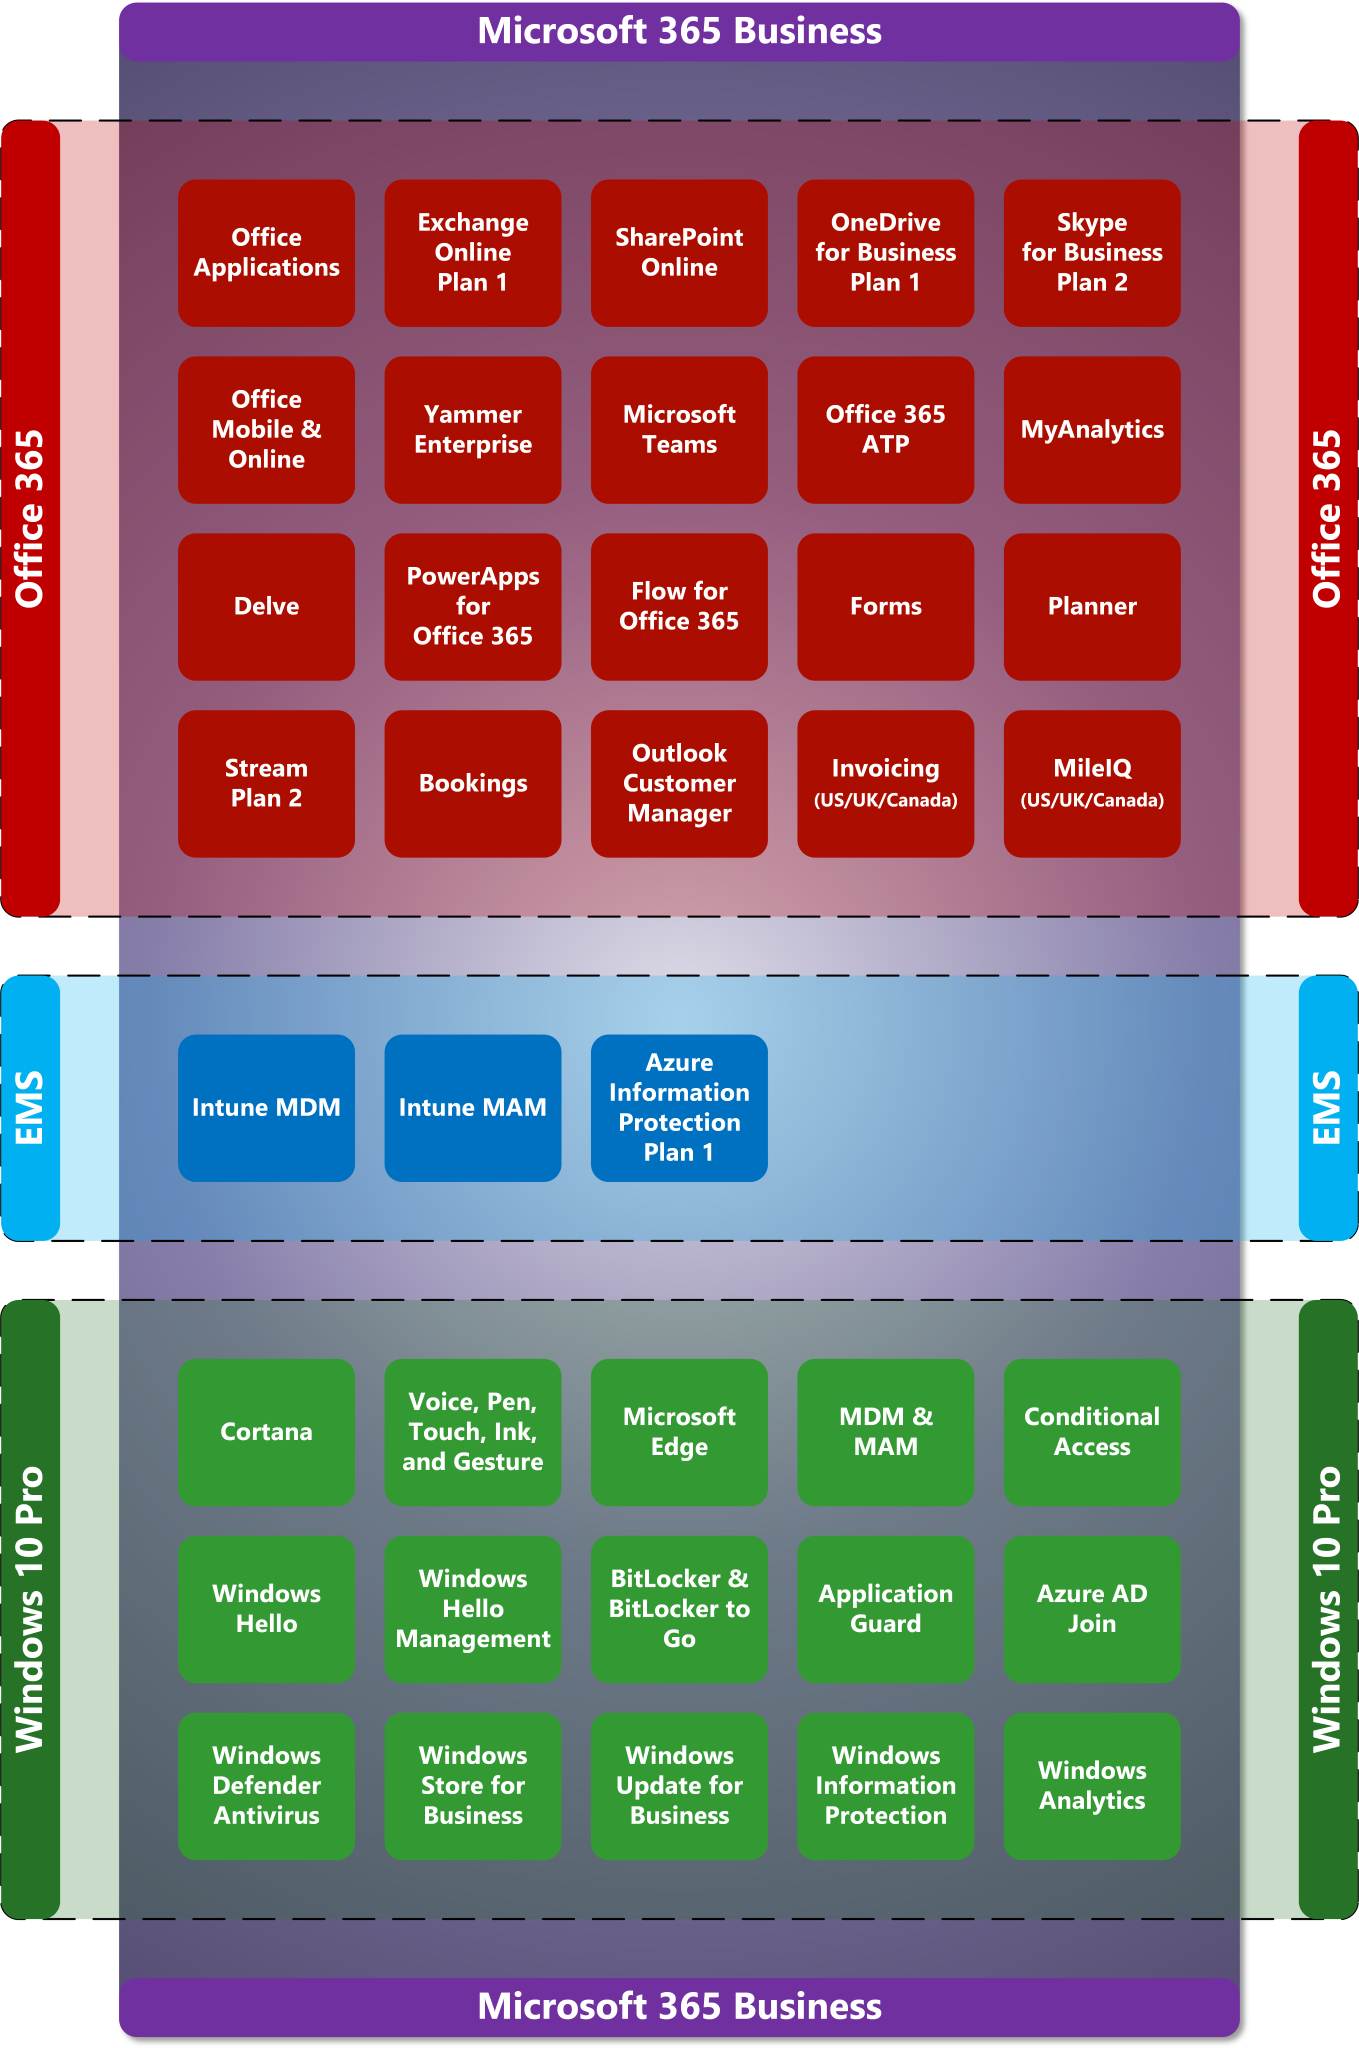 Microsoft 365 Business
Office 365
Office 365
Office
Applications
Exchange
Online
Plan 1
SharePoint
Online
OneDrive
for Business
Plan 1
Skype
for Business
Plan 2
Office
Mobile &
Online
Yammer
Enterprise
Microsoft
Teams
Office 365
ATP
MyAnalytics
Delve
PowerApps
for
Office 365
Flow for
Office 365
Forms
Planner
Stream
Plan 2
Bookings
Outlook
Customer
Manager
Invoicing
(US/UK/Canada)
MileIQ
(US/UK/Canada)
EMS
EMS
Intune MDM
Intune MAM
Azure
Information
Protection
Plan 1
Windows 10 Pro
Windows 10 Pro
Cortana
Voice, Pen,
Touch, Ink,
and Gesture
Microsoft
Edge
MDM &
MAM
Conditional
Access
Windows
Hello
Windows
Hello
Management
BitLocker &
BitLocker to
Go
Application
Guard
Azure AD
Join
Windows
Defender
Antivirus
Windows
Store for
Business
Windows
Update for
Business
Windows
Information
Protection
Windows
Analytics
Microsoft 365 Business